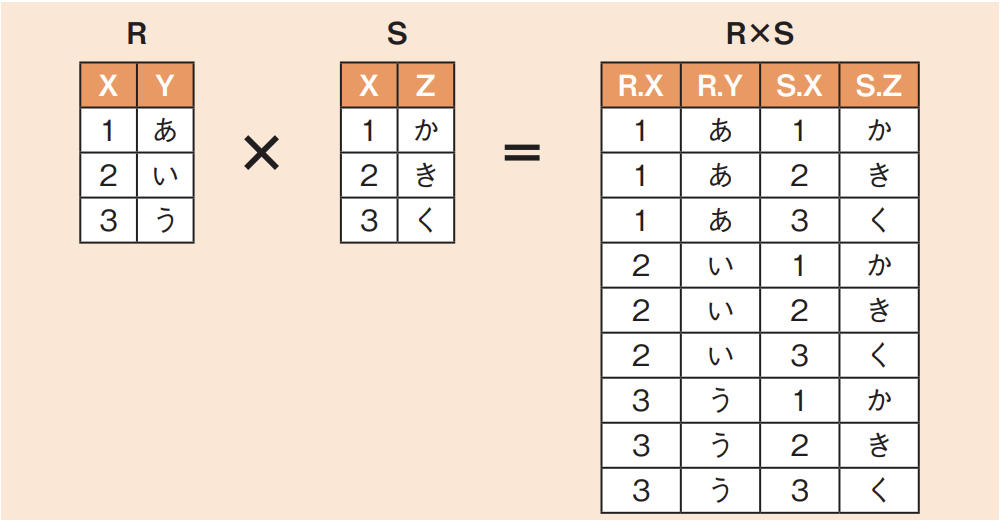 R S R×S
X Y X Z R.X R.Y S.X S.Z
1 あ 1 か 1 あ 1 か
2 い × 2 き = 1 あ 2 き
3 う 3 く 1 あ 3 く
2 い 1 か
2 い 2 き
2 い 3 く
3 う 1 か
3 う 2 き
3 う 3 く